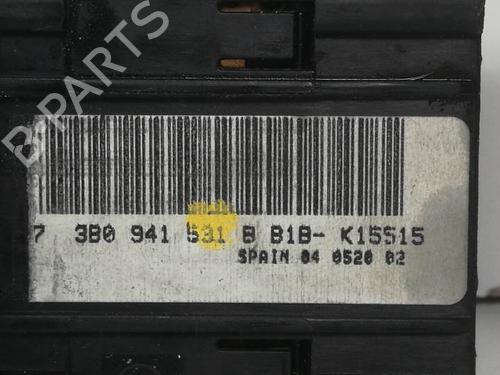 B-PARTS
7 3B0 941 531 B B1B- K15515
SPAIN 04 0520 02